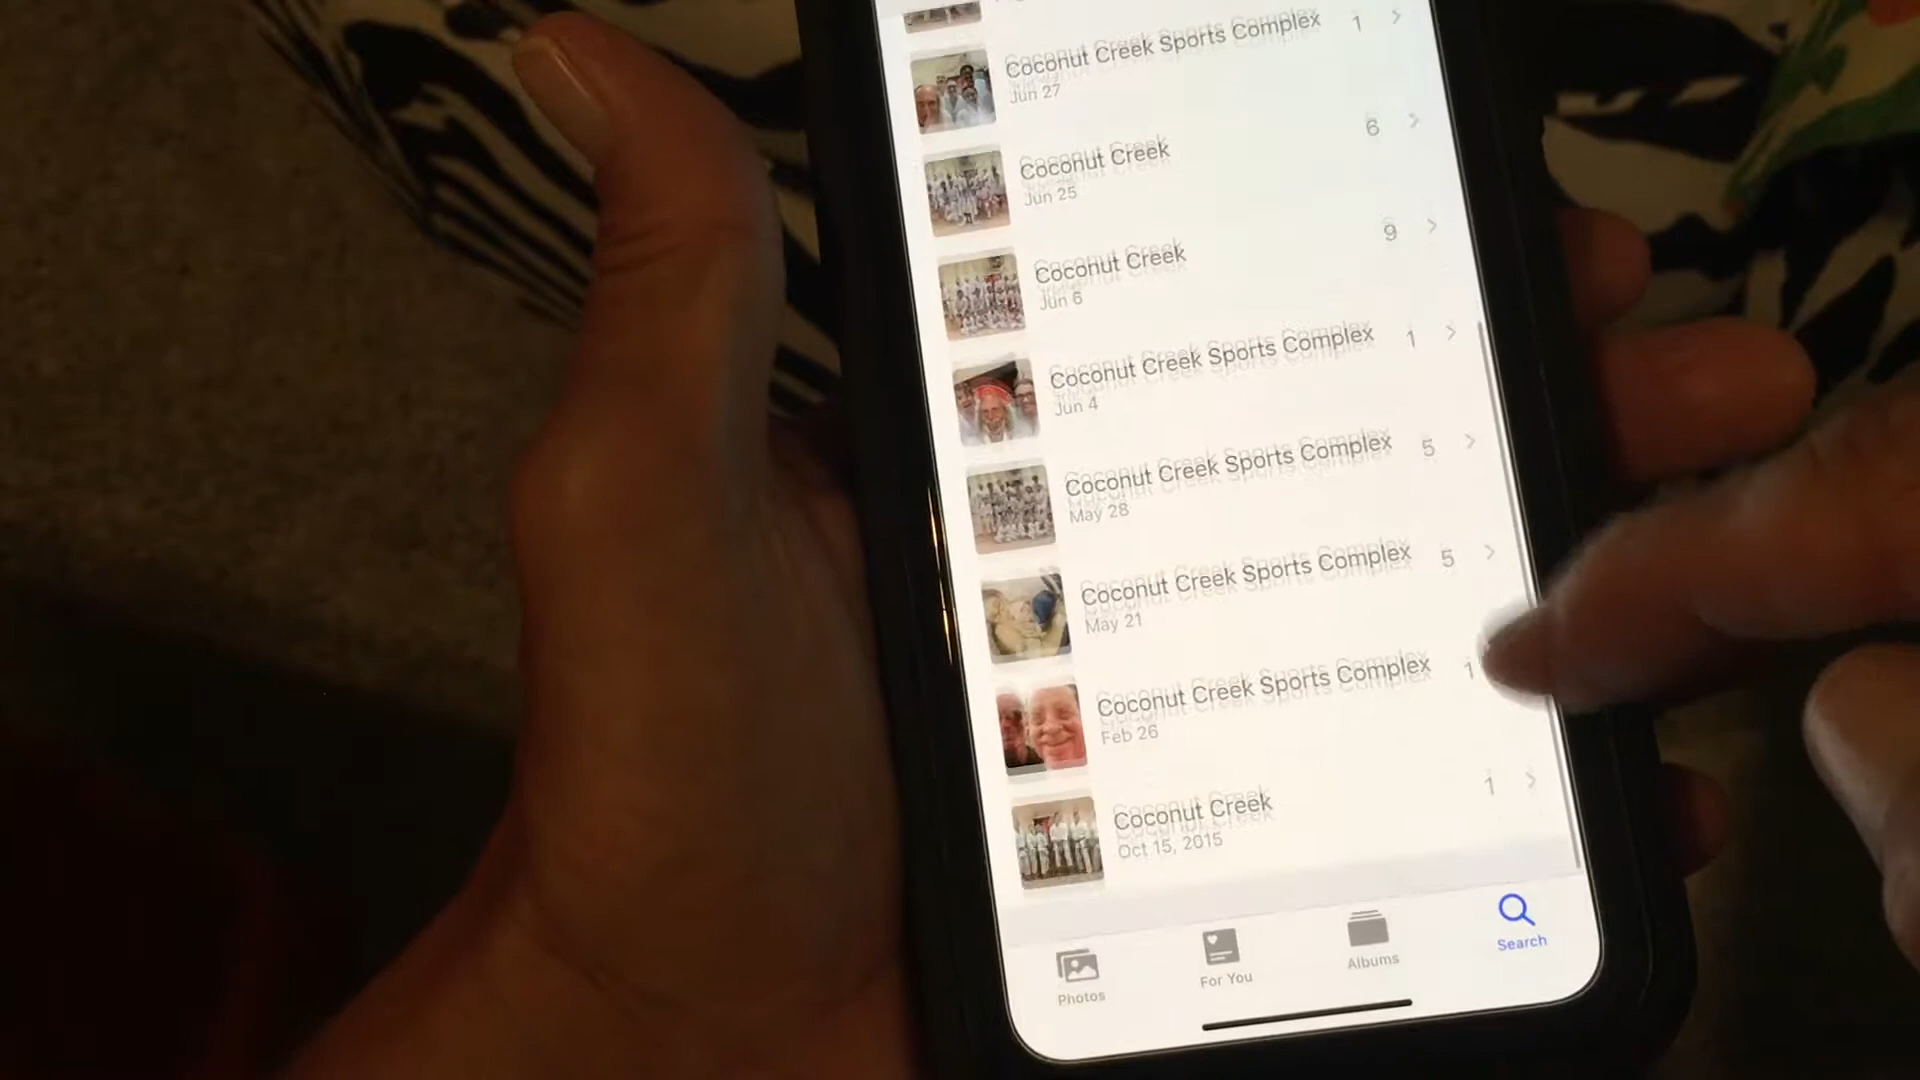 Coconut Creek Sports Complex 1
Jun 27
Coconut Creek 6
Jun 25
Coconut Creek 9
Jun 6
Coconut Creek Sports Complex 1
Jun 4
Coconut Creek Sports Complex 5
May 28
Coconut Creek Sports Complex 5
May 21
Coconut Creek Sports Complex 1
Feb 26
Coconut Creek 1
Oct 15, 2015
Photos For You Albums Search